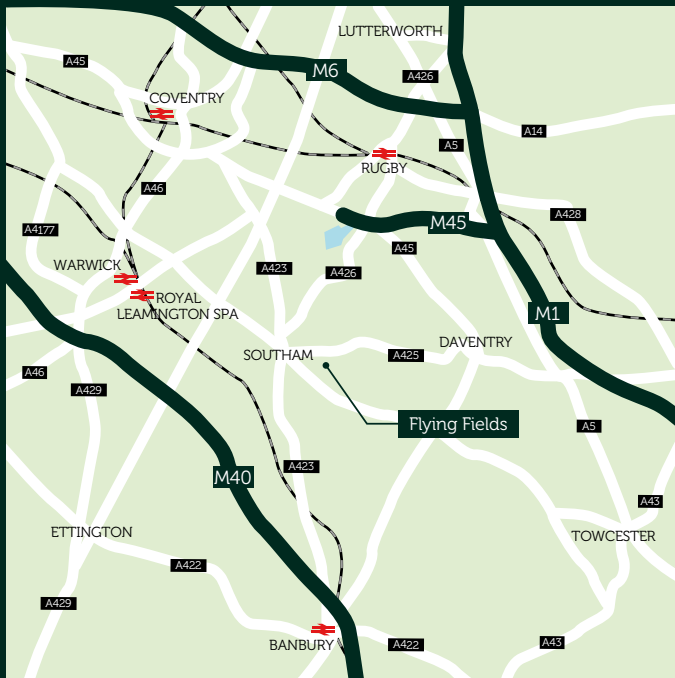 LUTTERWORTH
A45
M6
A426
COVENTRY
A14
A5
RUGBY
A46
A428
M45
A4177
A45
WARWICK
A423
A426
ROYAL
LEAMINGTON SPA
M1
DAVENTRY
SOUTHAM
A425
A46
A429
Flying Fields
A5
A423
M40
A43
ETTINGTON
TOWCESTER
A422
A429
BANBURY
A422
A43